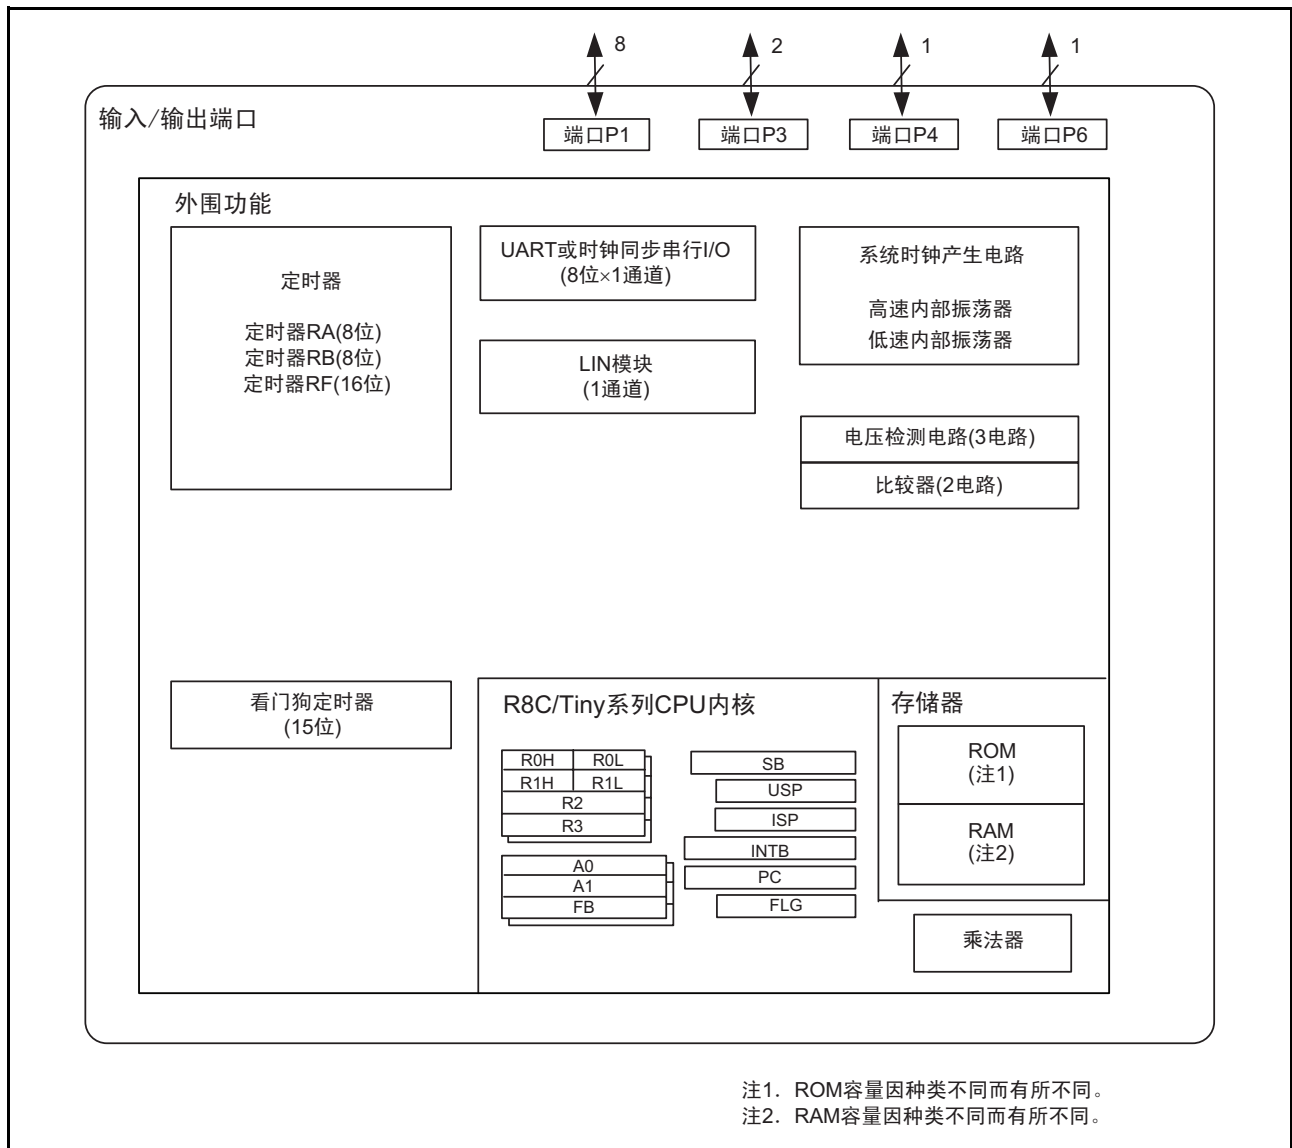 8
2
1
1
输入/输出端口
端口P1
端口P3
端口P4
端口P6
外围功能
定时器
定时器RA(8位)
定时器RB(8位)
定时器RF(16位)
UART或时钟同步串行I/O
(8位×1通道)
LIN模块
(1通道)
系统时钟产生电路
高速内部振荡器
低速内部振荡器
电压检测电路(3电路)
比较器(2电路)
看门狗定时器
(15位)
R8C/Tiny系列CPU内核
R0H R0L
R1H R1L
R2
R3
A0
A1
FB
SB
USP
ISP
INTB
PC
FLG
存储器
ROM
(注1)
RAM
(注2)
乘法器
注1. ROM容量因种类不同而有所不同。
注2. RAM容量因种类不同而有所不同。